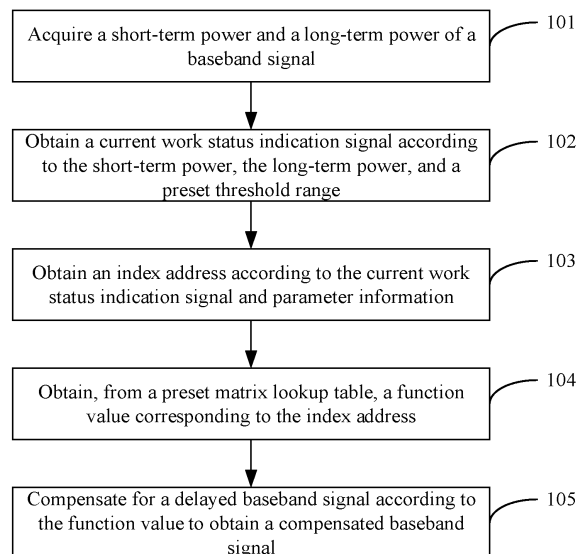 Acquire a short-term power and a long-term power of a
baseband signal
101
Obtain a current work status indication signal according
to the short-term power, the long-term power, and a
preset threshold range
102
Obtain an index address according to the current work
status indication signal and parameter information
103
Obtain, from a preset matrix lookup table, a function
value corresponding to the index address
104
Compensate for a delayed baseband signal according to
the function value to obtain a compensated baseband
signal
105